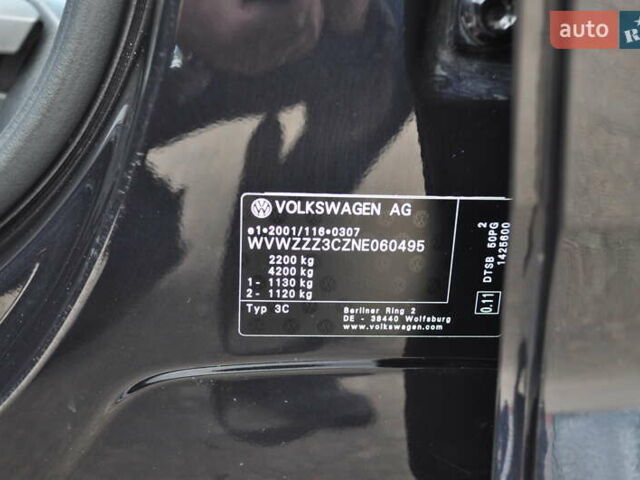 auto
VOLKSWAGEN AG
e1*2001/116*0307
WVWZZZ3CZNE060495
2200 kg
4200 kg
1- 1130 kg
2- 1120 kg
Typ 3C
Berliner Ring 2
DE - 38440 Wolfsburg
www.volkswagen.com
0.11
DTSB 50PG 2
1425600